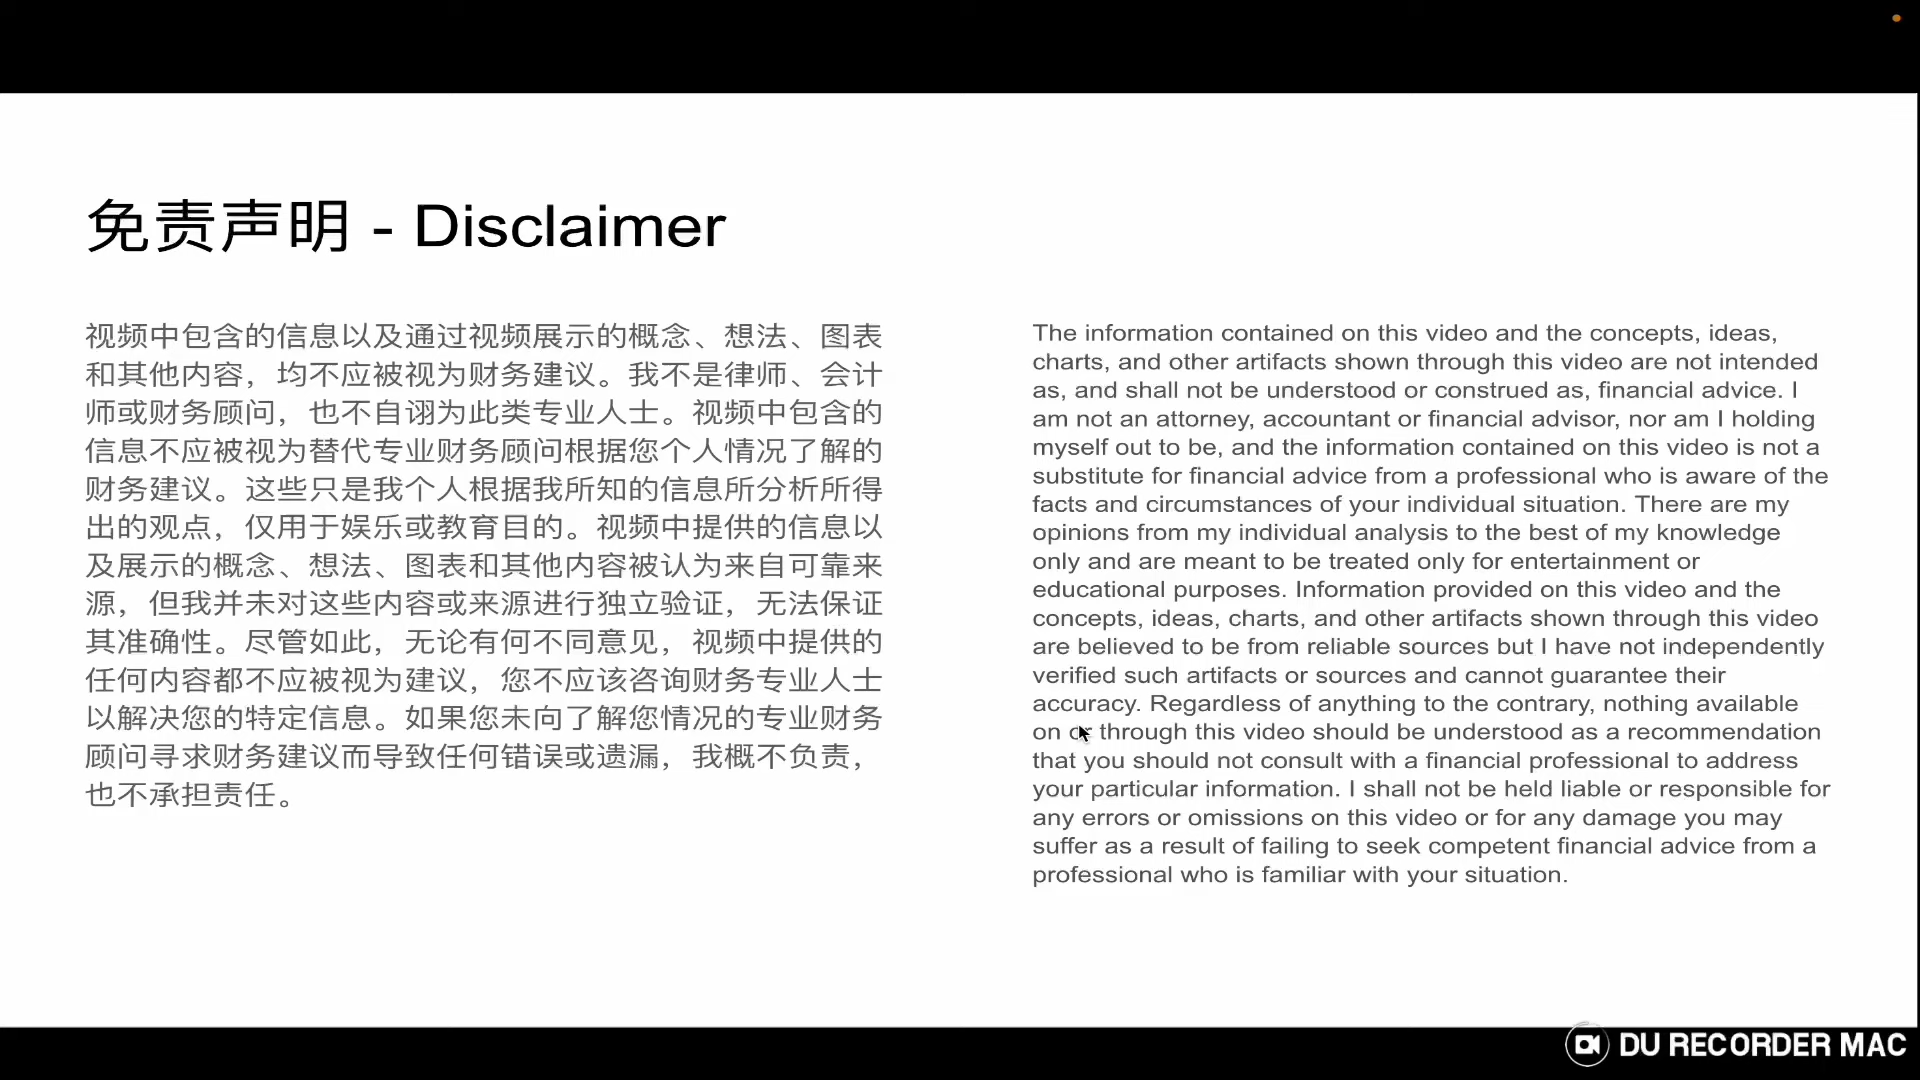 免责声明 - Disclaimer
视频中包含的信息以及通过视频展示的概念、想法、图表
和其他内容，均不应被视为财务建议。我不是律师、会计
师或财务顾问，也不自诩为此类专业人士。视频中包含的
信息不应被视为替代专业财务顾问根据您个人情况了解的
财务建议。这些只是我个人根据我所知的信息所分析所得
出的观点，仅用于娱乐或教育目的。视频中提供的信息以
及展示的概念、想法、图表和其他内容被认为来自可靠来
源，但我并未对这些内容或来源进行独立验证，无法保证
其准确性。尽管如此，无论有何不同意见，视频中提供的
任何内容都不应被视为建议，您不应该咨询财务专业人士
以解决您的特定信息。如果您未向了解您情况的专业财务
顾问寻求财务建议而导致任何错误或遗漏，我概不负责，
也不承担责任。
The information contained on this video and the concepts, ideas,
charts, and other artifacts shown through this video are not intended
as, and shall not be understood or construed as, financial advice. I
am not an attorney, accountant or financial advisor, nor am I holding
myself out to be, and the information contained on this video is not a
substitute for financial advice from a professional who is aware of the
facts and circumstances of your individual situation. There are my
opinions from my individual analysis to the best of my knowledge
only and are meant to be treated only for entertainment or
educational purposes. Information provided on this video and the
concepts, ideas, charts, and other artifacts shown through this video
are believed to be from reliable sources but I have not independently
verified such artifacts or sources and cannot guarantee their
accuracy. Regardless of anything to the contrary, nothing available
on or through this video should be understood as a recommendation
that you should not consult with a financial professional to address
your particular information. I shall not be held liable or responsible for
any errors or omissions on this video or for any damage you may
suffer as a result of failing to seek competent financial advice from a
professional who is familiar with your situation.
DU RECORDER MAC